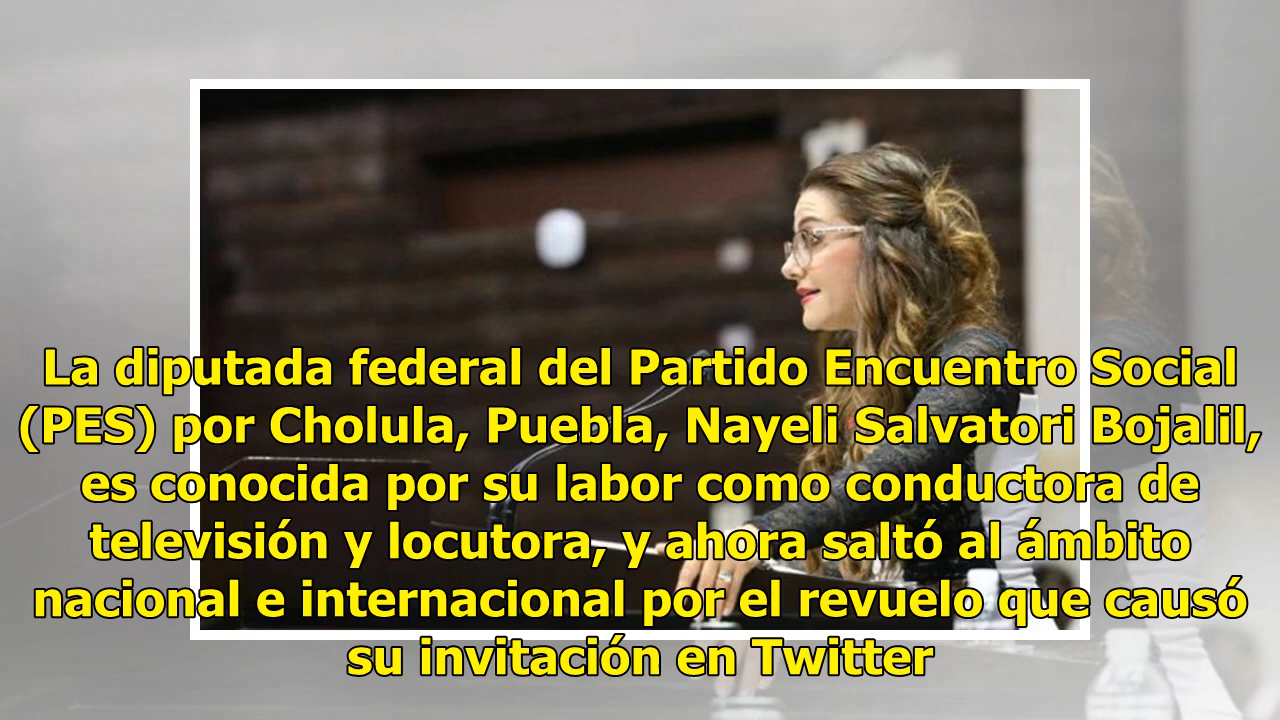 La diputada federal del Partido Encuentro Social
(PES) por Cholula, Puebla, Nayeli Salvatori Bojalil,
es conocida por su labor como conductora de
televisión y locutora, y ahora saltó al ámbito
nacional e internacional por el revuelo que causó
su invitación en Twitter